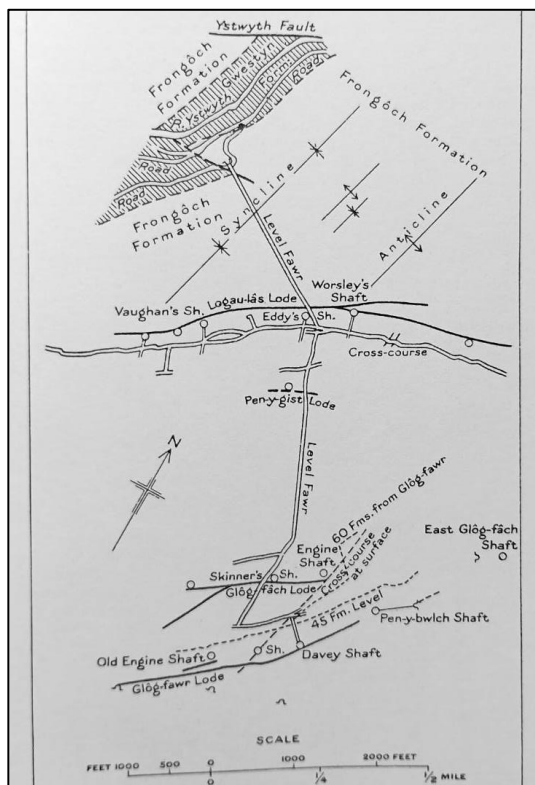 Ystwyth Fault
Frongôch
Formation
Gwestyn
Form.
R. Ystwyth
Road
Road
Road
Frongôch Formation
Frongôch
Formation
Syncline
Anticline
Level Fawr
Worsley's
Shaft
Vaughan's Sh.
Logau-lâs Lode
Eddy's Sh.
Cross-course
Pen-y-gist Lode
N
Level Fawr
60 Fms. from Glôg-fawr
East Glôg-fâch
Shaft
Engine
Shaft
Cross-course
at surface
Skinner's Sh.
Glôg-fâch Lode
45 Fm. Level
Pen-y-bwlch Shaft
Old Engine Shaft
Sh.
Davey Shaft
Glôg-fawr Lode
SCALE
FEET 1000 500 0 1000 2000 FEET
0 1/4 1/2 MILE